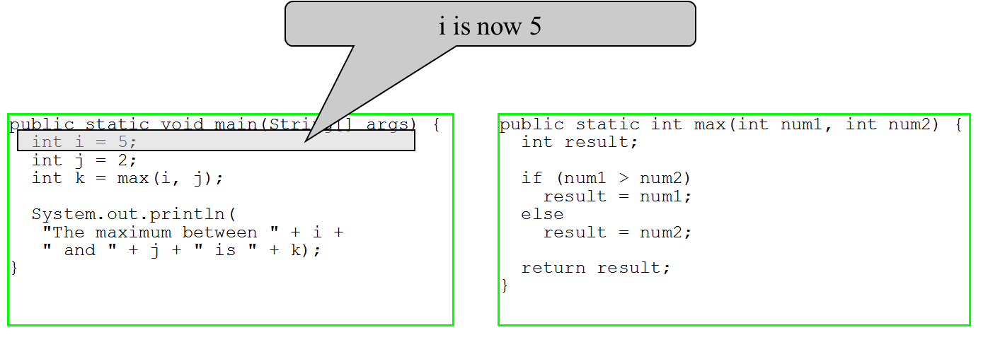 i is now 5
public static void main(String[] args) {
  int i = 5;
  int j = 2;
  int k = max(i, j);
  System.out.println(
   "The maximum between " + i +
   " and " + j + " is " + k);
}
public static int max(int num1, int num2) {
  int result;
  if (num1 > num2)
    result = num1;
  else
    result = num2;
  return result;
}